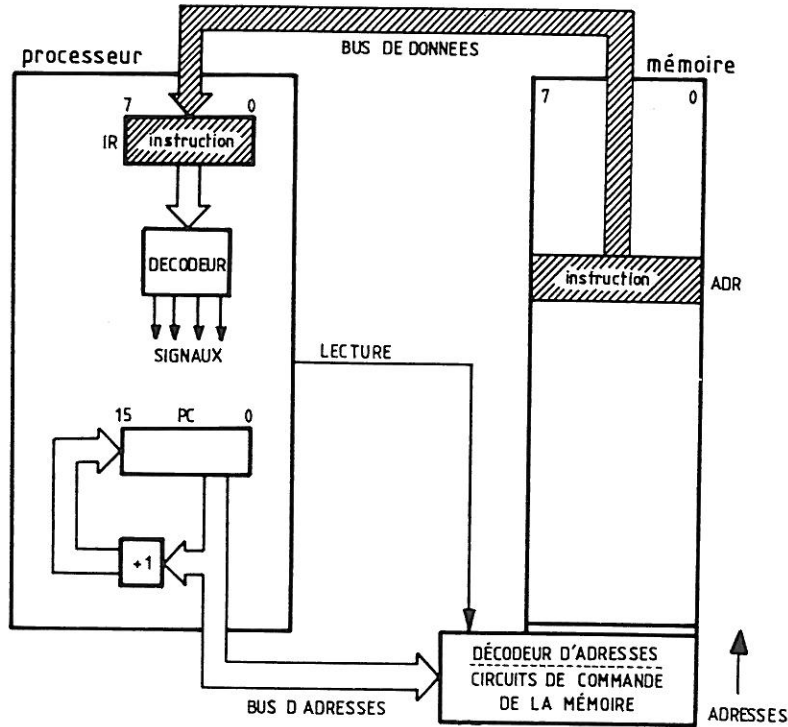 processeur
BUS DE DONNEES
mémoire
7 0
IR instruction
7 0
DECODEUR
instruction ADR
SIGNAUX
LECTURE
15 PC 0
+1
DÉCODEUR D'ADRESSES
CIRCUITS DE COMMANDE
DE LA MÉMOIRE
BUS D ADRESSES
ADRESSES